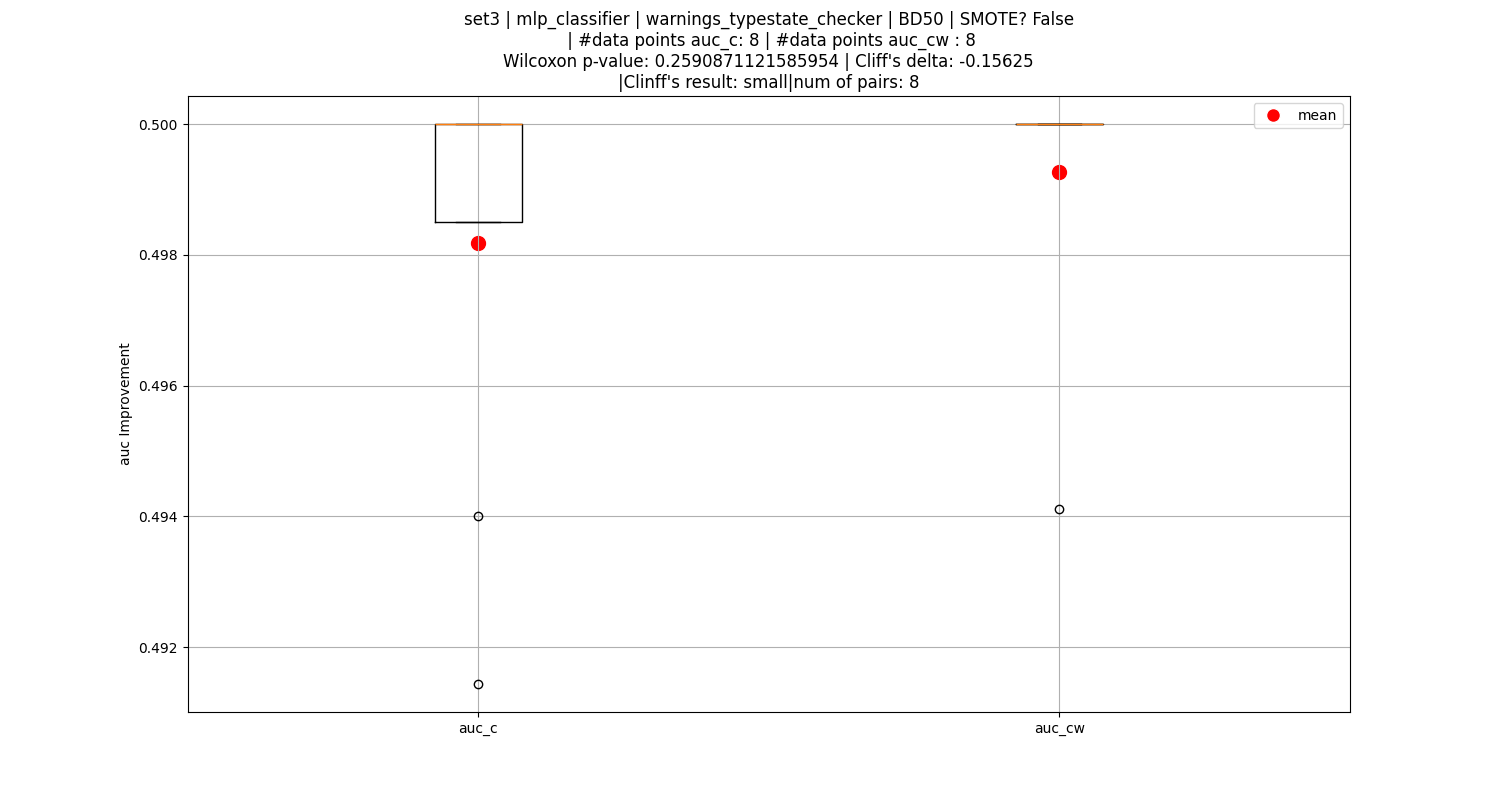 set3 | mlp_classifier | warnings_typestate_checker | BD50 | SMOTE? False
| #data points auc_c: 8 | #data points auc_cw : 8
Wilcoxon p-value: 0.2590871121585954 | Cliff's delta: -0.15625
|Clinff's result: small|num of pairs: 8
mean
0.500
0.498
0.496
0.494
0.492
auc Improvement
auc_c
auc_cw